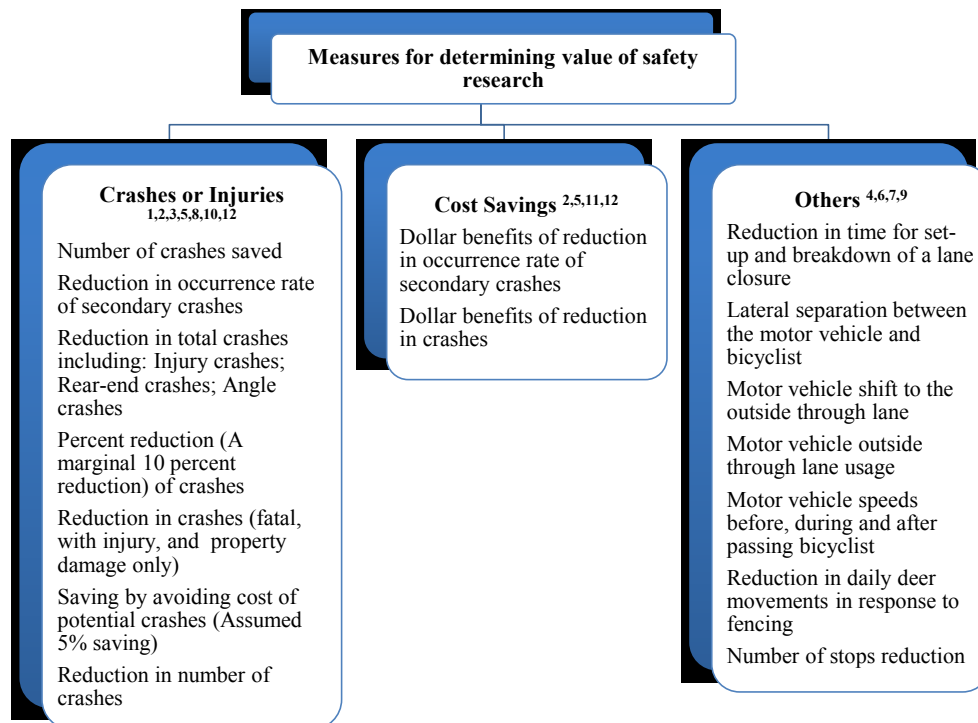 Measures for determining value of safety
research
Crashes or Injuries
1,2,3,5,8,10,12
Number of crashes saved
Reduction in occurrence rate
of secondary crashes
Reduction in total crashes
including: Injury crashes;
Rear-end crashes; Angle
crashes
Percent reduction (A
marginal 10 percent
reduction) of crashes
Reduction in crashes (fatal,
with injury, and property
damage only)
Saving by avoiding cost of
potential crashes (Assumed
5% saving)
Reduction in number of
crashes
Cost Savings 2,5,11,12
Dollar benefits of reduction
in occurrence rate of
secondary crashes
Dollar benefits of reduction
in crashes
Others 4,6,7,9
Reduction in time for set-
up and breakdown of a lane
closure
Lateral separation between
the motor vehicle and
bicyclist
Motor vehicle shift to the
outside through lane
Motor vehicle outside
through lane usage
Motor vehicle speeds
before, during and after
passing bicyclist
Reduction in daily deer
movements in response to
fencing
Number of stops reduction